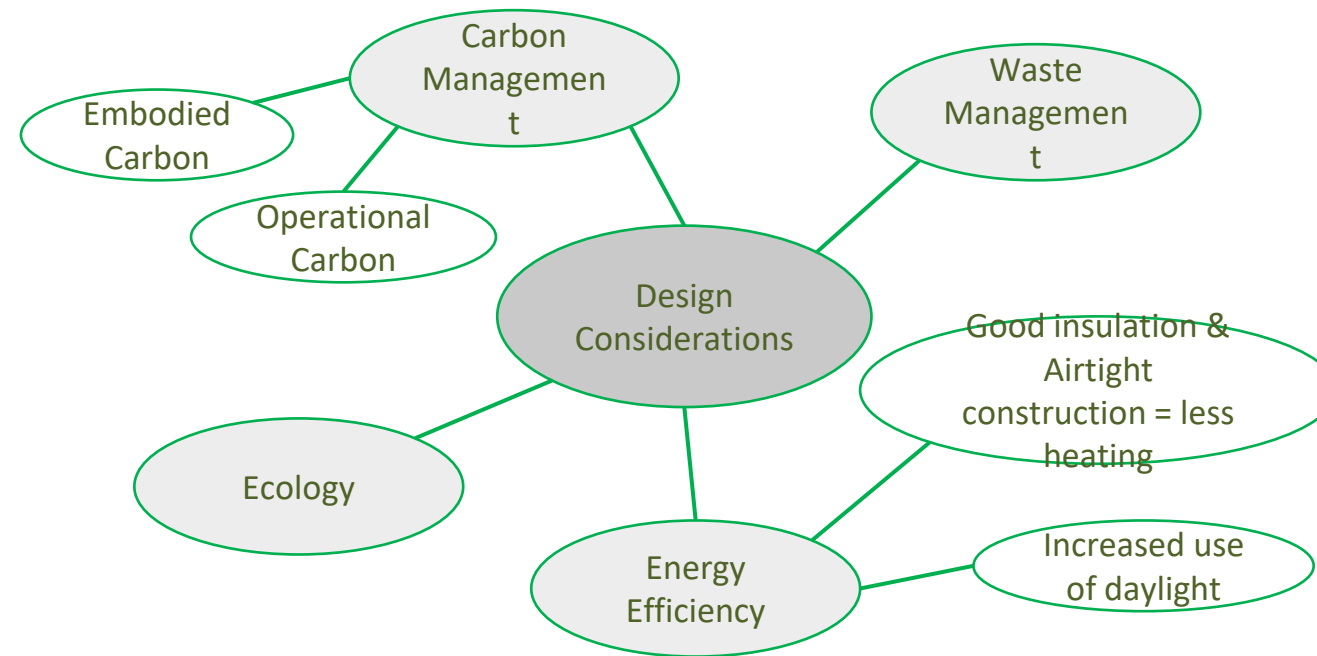 Carbon
Managemen
t
Waste
Managemen
t
Embodied
Carbon
Operational
Carbon
Design
Considerations
Good insulation &
Airtight
construction = less
heating
Ecology
Energy
Efficiency
Increased use
of daylight